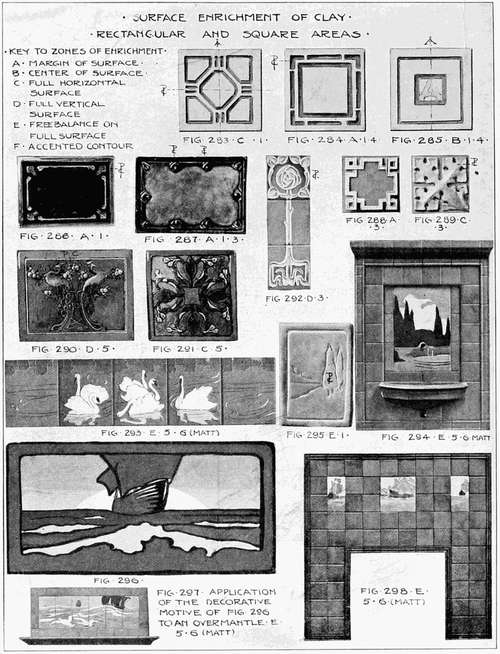 · SURFACE ENRICHMENT OF CLAY ·
· RECTANGULAR AND SQUARE AREAS ·
· KEY TO ZONES OF ENRICHMENT ·
A · MARGIN OF SURFACE ·
B · CENTER OF SURFACE ·
C · FULL HORIZONTAL
SURFACE
D · FULL VERTICAL
SURFACE
E · FREE BALANCE ON
FULL SURFACE
F · ACCENTED CONTOUR
FIG · 283 · C · 1 ·
FIG · 284 · A · 1 · 4 ·
FIG · 285 · B · 1 · 4 ·
FIG · 286 · A · 1 ·
FIG · 287 · A · 1 · 3 ·
FIG 288 · A
· 3 ·
FIG · 289 · C ·
3 ·
FIG · 292 · D · 3 ·
FIG · 290 · D · 5 ·
FIG · 291 · C · 5 ·
FIG · 293 · E · 5 · 6 (MATT)
FIG · 295 · E · 1 ·
FIG · 294 · E · 5 · 6 MATT
FIG · 296 ·
FIG · 297 · APPLICATION
OF THE DECORATIVE
MOTIVE OF FIG 296
TO AN OVERMANTLE · E ·
5 · 6 (MATT)
FIG · 298 · E ·
5 · 6 (MATT)